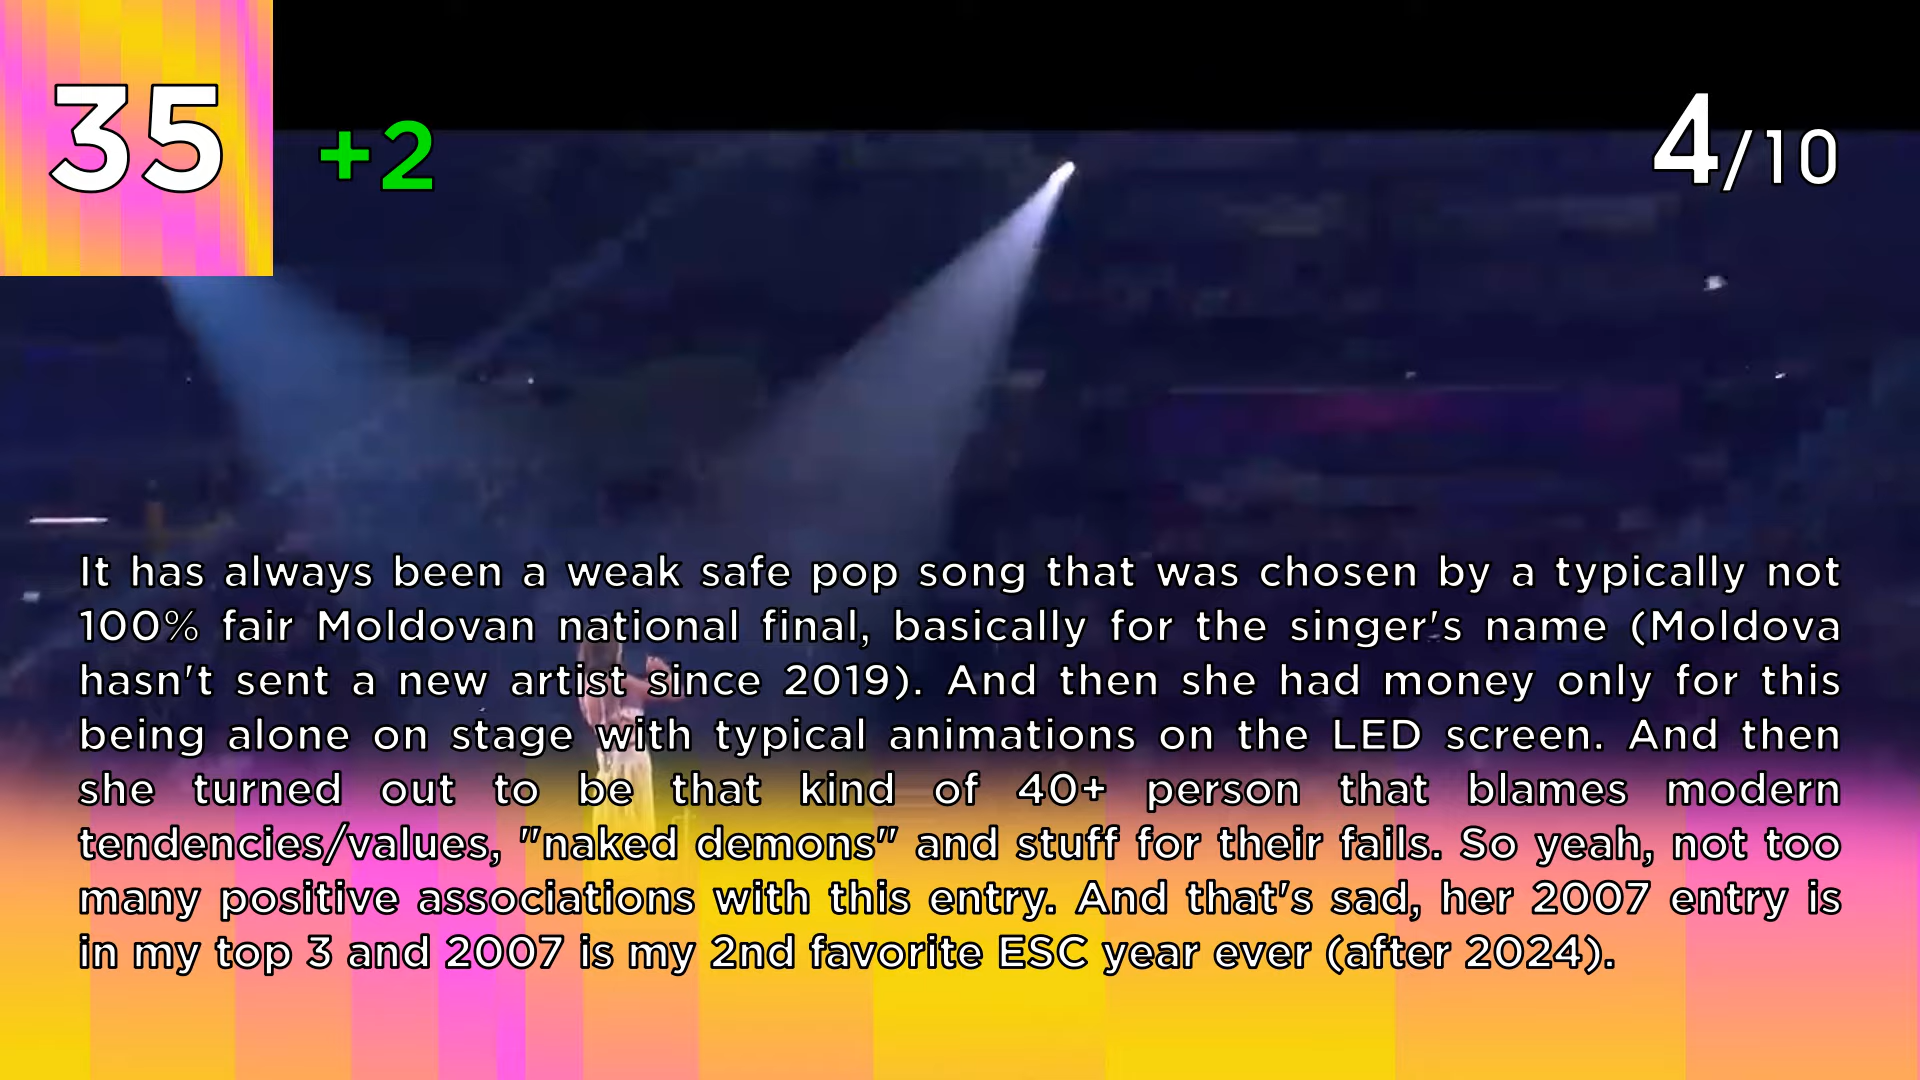 35
+2
4/10
It has always been a weak safe pop song that was chosen by a typically not
100% fair Moldovan national final, basically for the singer's name (Moldova
hasn't sent a new artist since 2019). And then she had money only for this
being alone on stage with typical animations on the LED screen. And then
she turned out to be that kind of 40+ person that blames modern
tendencies/values, "naked demons" and stuff for their fails. So yeah, not too
many positive associations with this entry. And that's sad, her 2007 entry is
in my top 3 and 2007 is my 2nd favorite ESC year ever (after 2024).